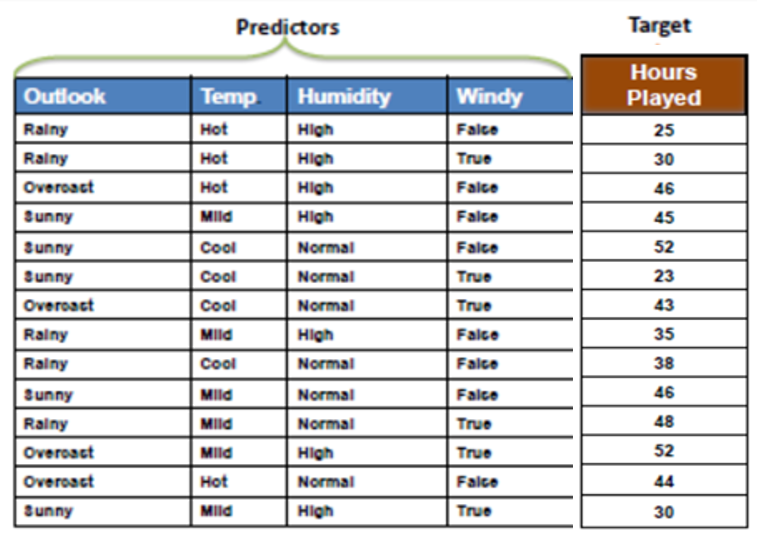 Predictors Target
Outlook Temp. Humidity Windy Hours Played
Rainy Hot High False 25
Rainy Hot High True 30
Overcast Hot High False 46
Sunny Mild High False 45
Sunny Cool Normal False 52
Sunny Cool Normal True 23
Overcast Cool Normal True 43
Rainy Mild High False 35
Rainy Cool Normal False 38
Sunny Mild Normal False 46
Rainy Mild Normal True 48
Overcast Mild High True 52
Overcast Hot Normal False 44
Sunny Mild High True 30